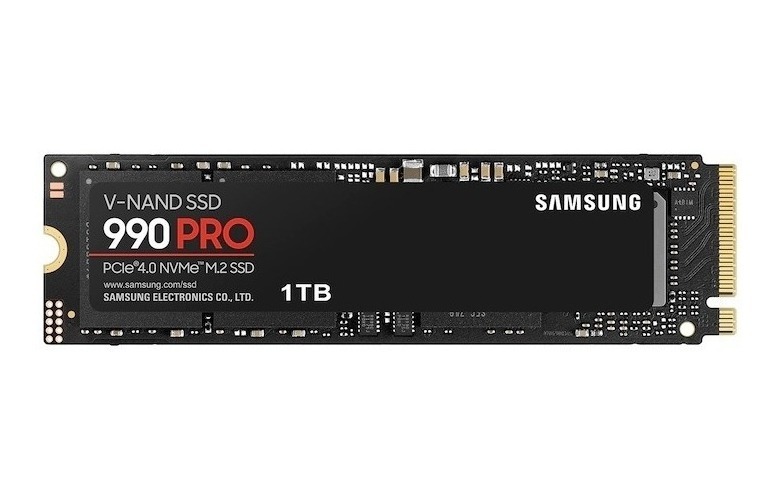 V-NAND SSD
SAMSUNG
990 PRO
PCIe®4.0 NVMe™ M.2 SSD
www.samsung.com/ssd
SAMSUNG ELECTRONICS CO., LTD.
1TB